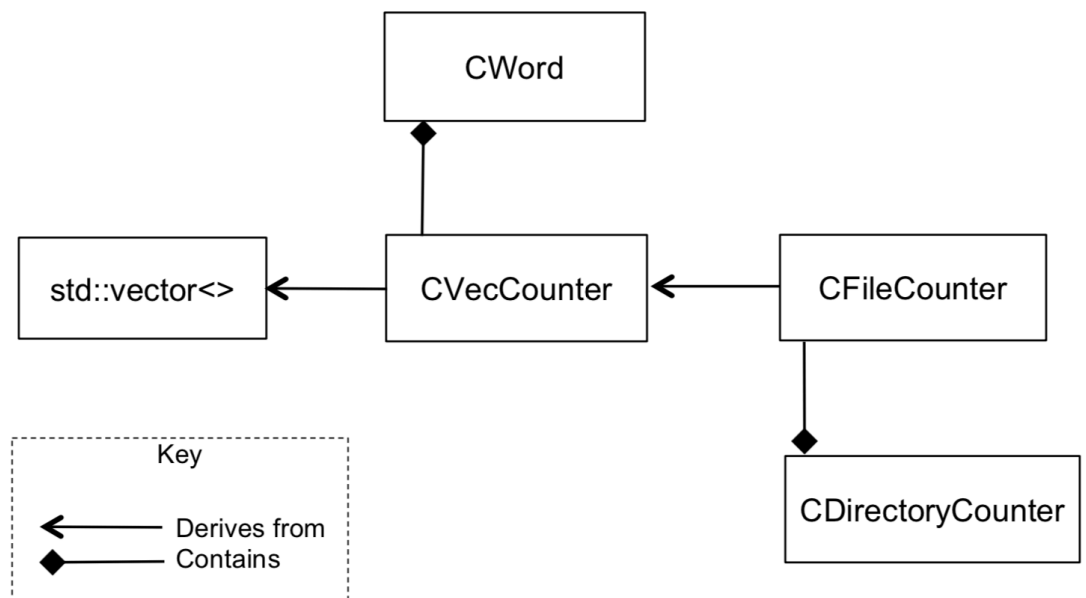 CWord
std::vector<>
CVecCounter
CFileCounter
CDirectoryCounter
Key
Derives from
Contains